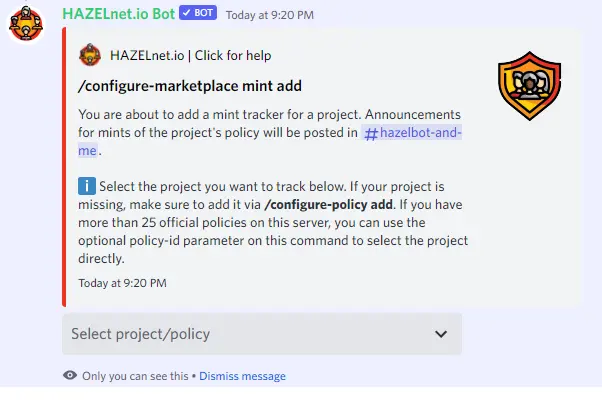 HAZELnet.io Bot ✓ BOT Today at 9:20 PM
HAZELnet.io | Click for help
/configure-marketplace mint add
You are about to add a mint tracker for a project. Announcements
for mints of the project's policy will be posted in #hazelbot-and-
me .
i Select the project you want to track below. If your project is
missing, make sure to add it via /configure-policy add. If you have
more than 25 official policies on this server, you can use the
optional policy-id parameter on this command to select the project
directly.
Today at 9:20 PM
Select project/policy
Only you can see this • Dismiss message